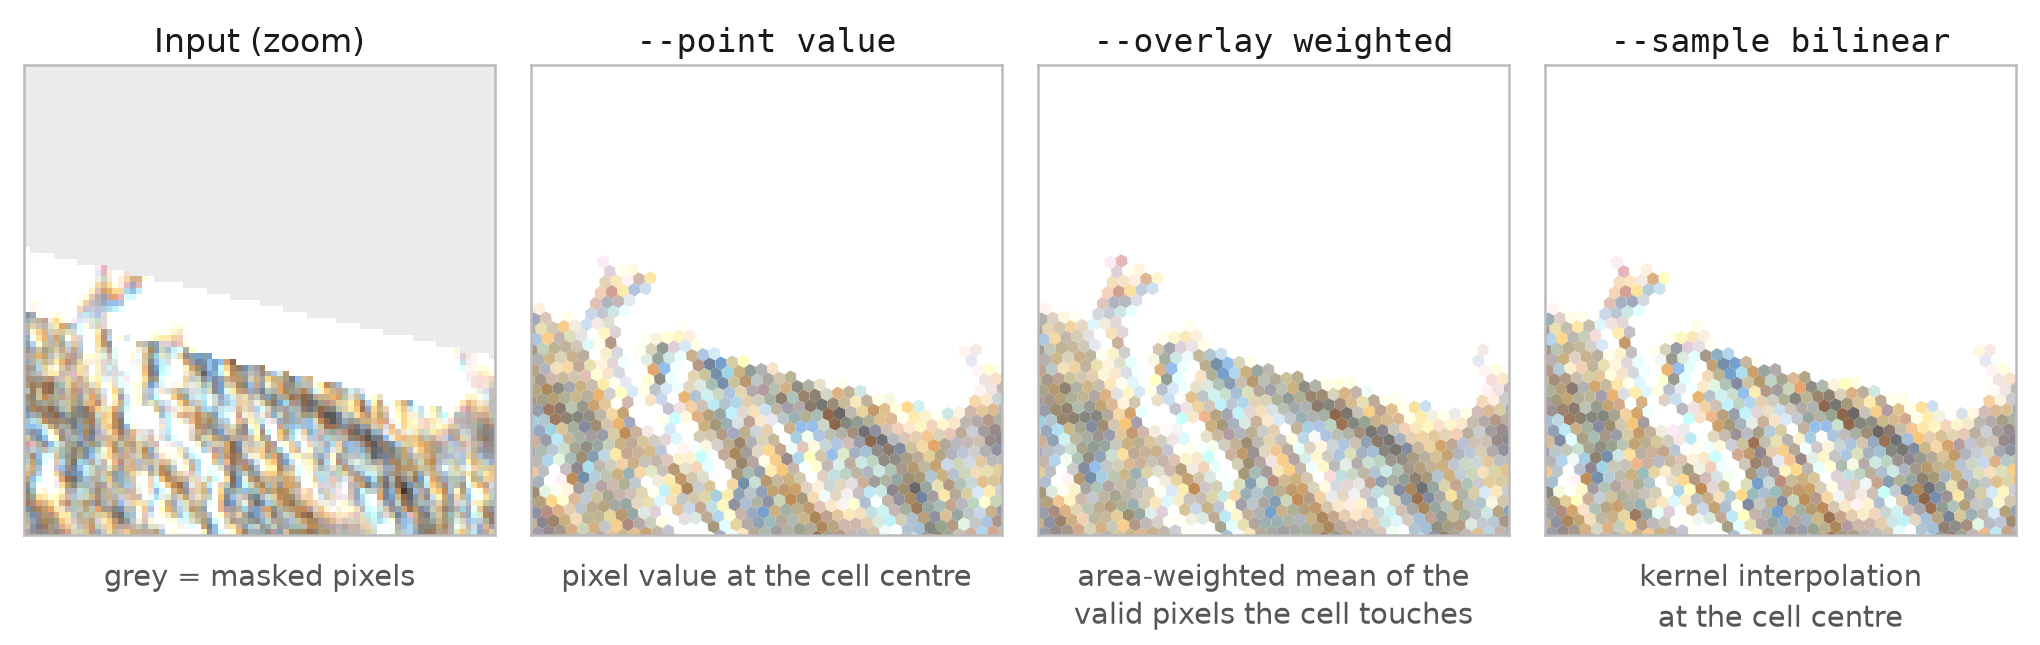 Input (zoom)
--point value
--overlay weighted
--sample bilinear
grey = masked pixels
pixel value at the cell centre
area-weighted mean of the
valid pixels the cell touches
kernel interpolation
at the cell centre